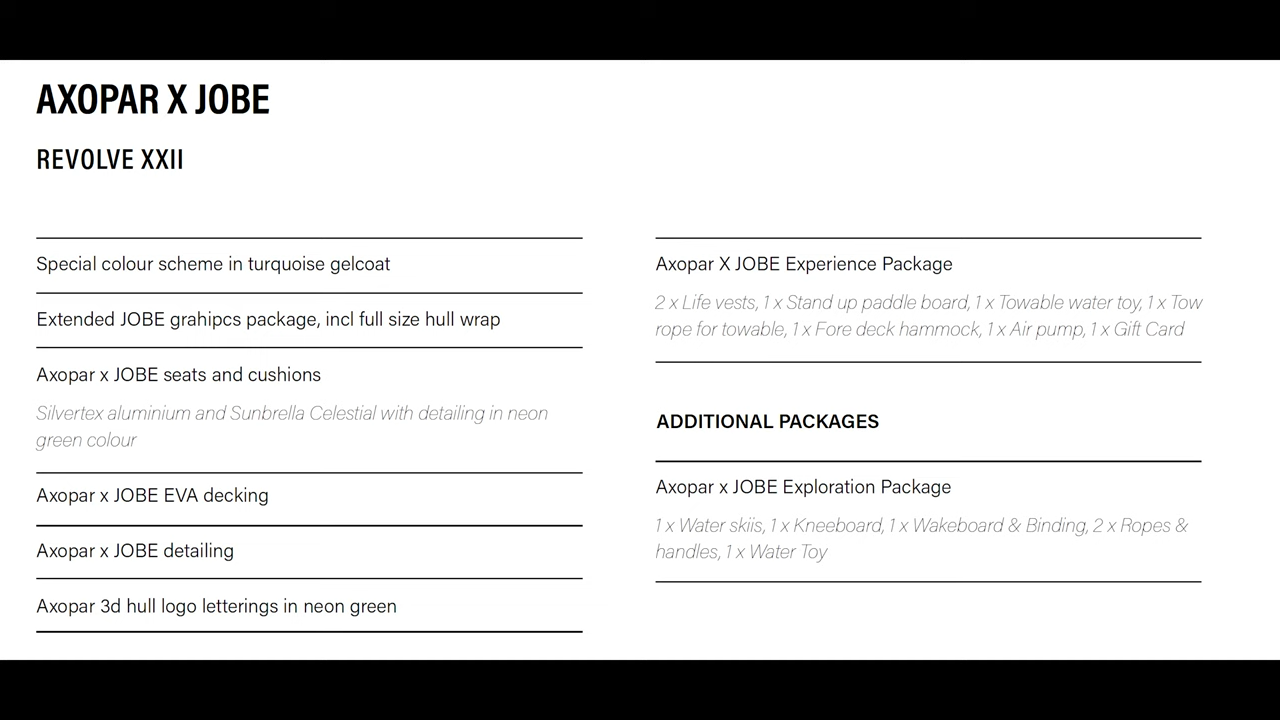 AXOPAR X JOBE
REVOLVE XXII
Special colour scheme in turquoise gelcoat
Extended JOBE grahipcs package, incl full size hull wrap
Axopar x JOBE seats and cushions
Silvertex aluminium and Sunbrella Celestial with detailing in neon
green colour
Axopar x JOBE EVA decking
Axopar x JOBE detailing
Axopar 3d hull logo letterings in neon green
Axopar X JOBE Experience Package
2 x Life vests, 1 x Stand up paddle board, 1 x Towable water toy, 1 x Tow
rope for towable, 1 x Fore deck hammock, 1 x Air pump, 1 x Gift Card
ADDITIONAL PACKAGES
Axopar x JOBE Exploration Package
1 x Water skiis, 1 x Kneeboard, 1 x Wakeboard & Binding, 2 x Ropes &
handles, 1 x Water Toy